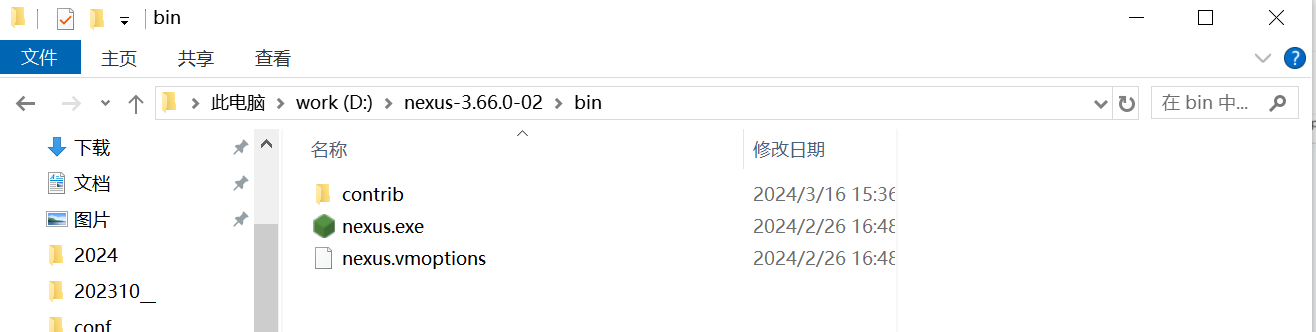 bin
文件 主页 共享 查看
此电脑 work (D:) nexus-3.66.0-02 bin 在 bin 中...
名称 修改日期
下载
文档
图片
2024
202310__
conf
contrib 2024/3/16 15:36
nexus.exe 2024/2/26 16:48
nexus.vmoptions 2024/2/26 16:48